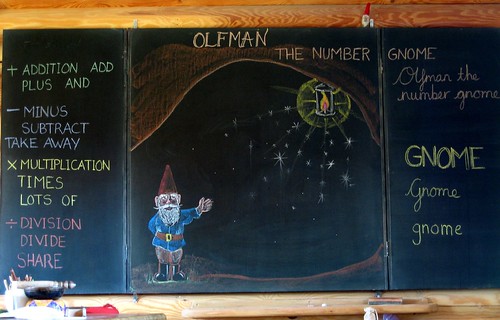 + ADDITION ADD
PLUS AND
- MINUS
SUBTRACT
TAKE AWAY
X MULTIPLICATION
TIMES
LOTS OF
÷ DIVISION
DIVIDE
SHARE
OLFMAN
THE NUMBER GNOME
Olfman the
number gnome
GNOME
Gnome
gnome